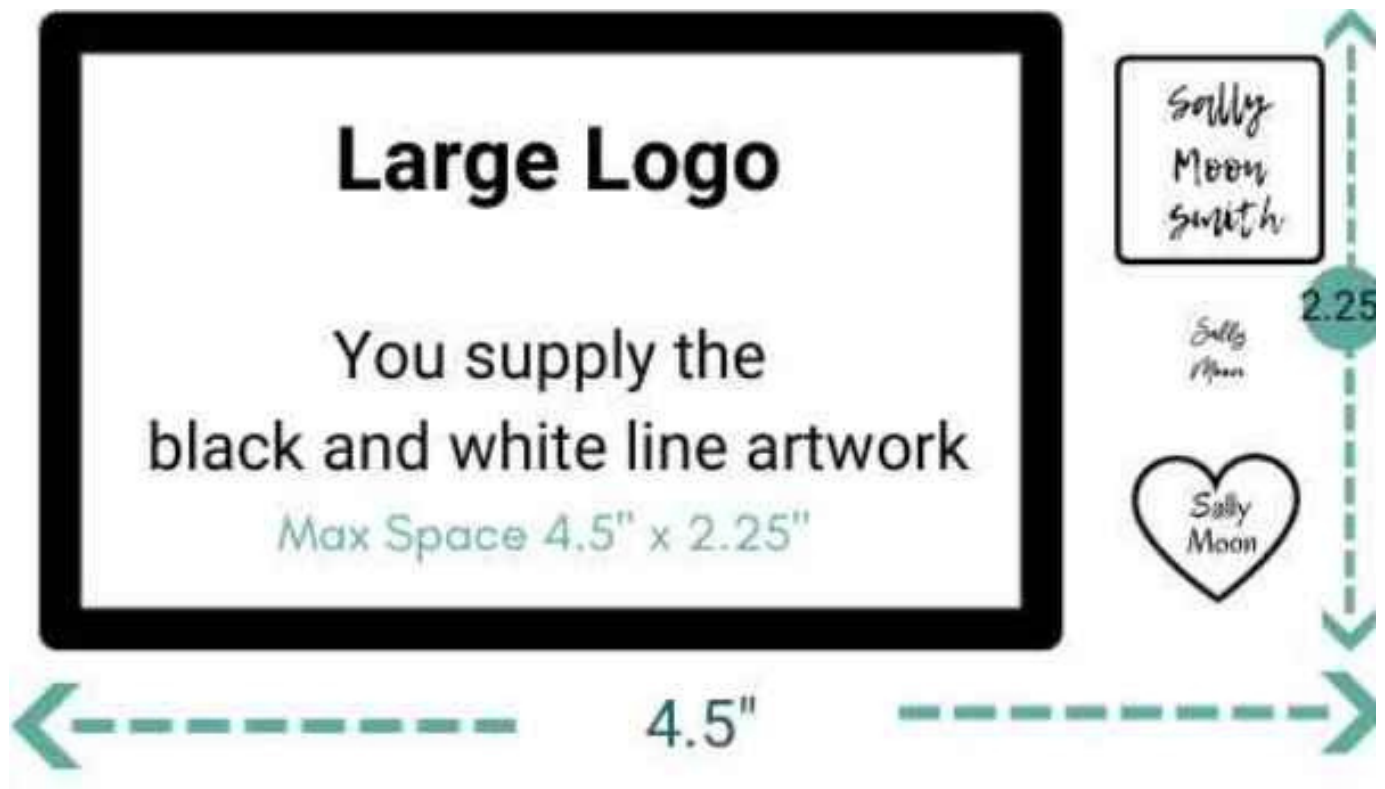 Large Logo
You supply the
black and white line artwork
Max Space 4.5" x 2.25"
Sally
Moon
Smith
2.25
Sally
Moon
Sally
Moon
4.5"